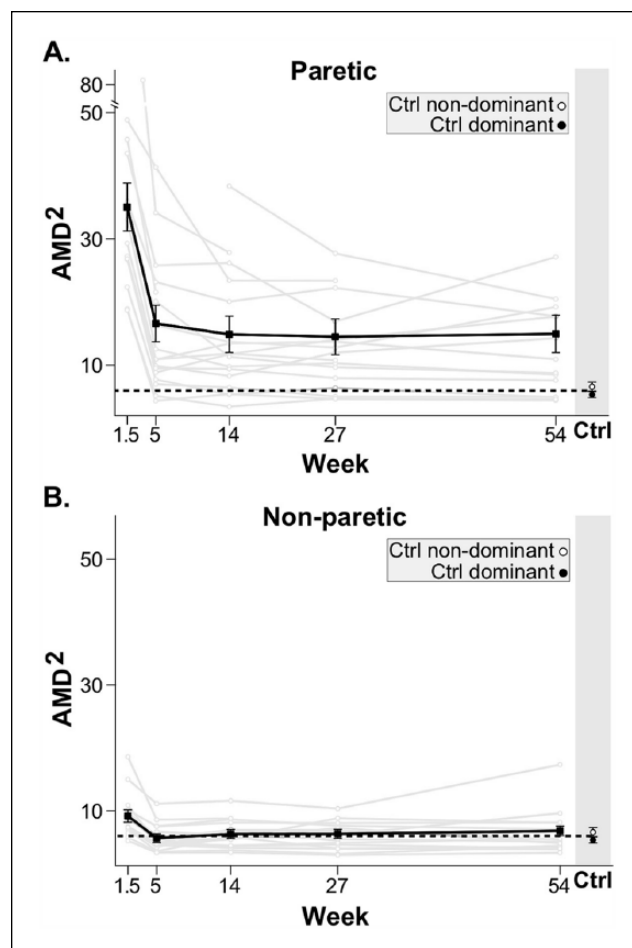 A.
Paretic
80
50
30
10
AMD²
Ctrl non-dominant
Ctrl dominant
1.5 5 14 27 54 Ctrl
Week
B.
Non-paretic
50
30
10
AMD²
Ctrl non-dominant
Ctrl dominant
1.5 5 14 27 54 Ctrl
Week